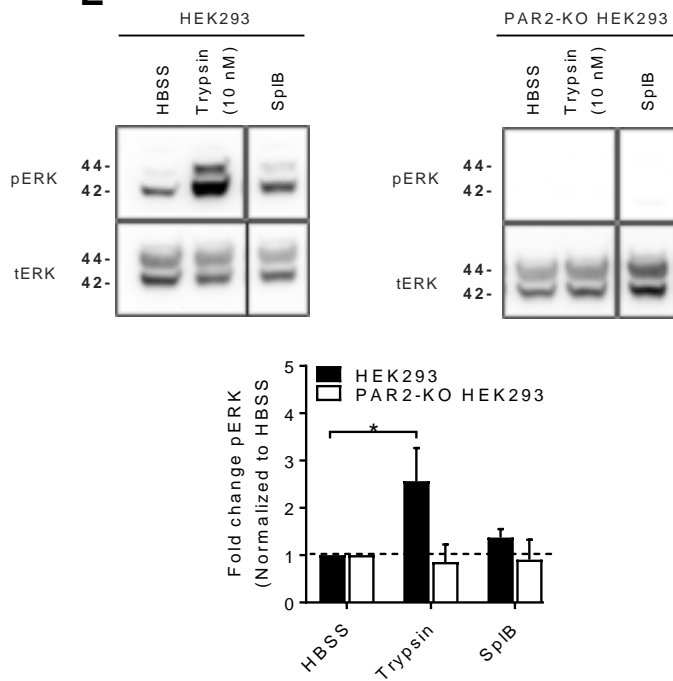 E
HEK293
PAR2-KO HEK293
HBSS
Trypsin
(10 nM)
SplB
HBSS
Trypsin
(10 nM)
SplB
pERK
44-
42-
pERK
44-
42-
tERK
44-
42-
tERK
44-
42-
Fold change pERK
(Normalized to HBSS
5
4
3
2
1
0
HEK293
PAR2-KO HEK293
*
HBSS
Trypsin
SplB